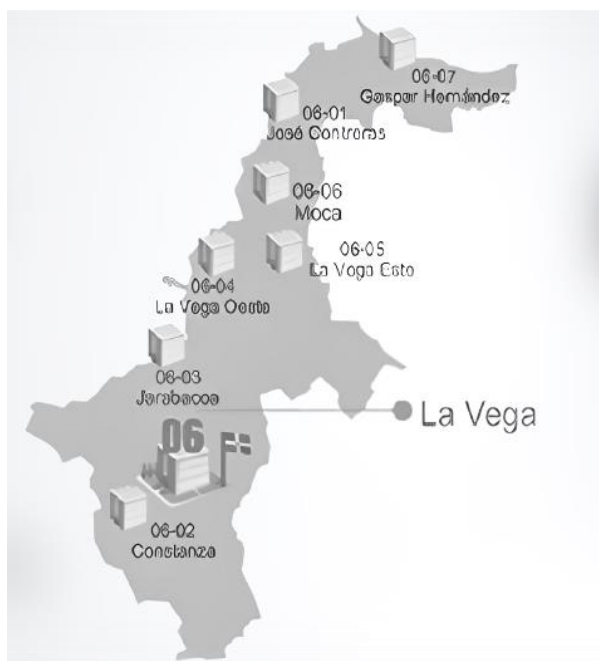 06-07
Gaspar Hernández
06-01
José Contreras
06-06
Moca
06-05
La Vega Este
06-04
La Vega Oeste
06-03
Jarabacoa
La Vega
06
06-02
Constanza